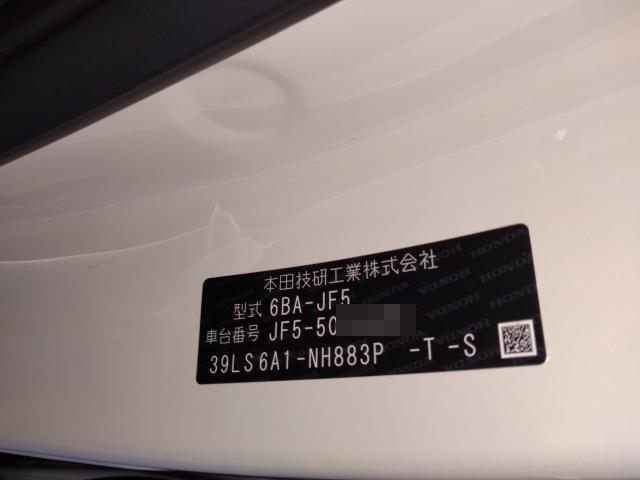 本田技研工業株式会社
型式 6BA-JF5
車台番号 JF5-50
39LS6A1-NH883P -T-S